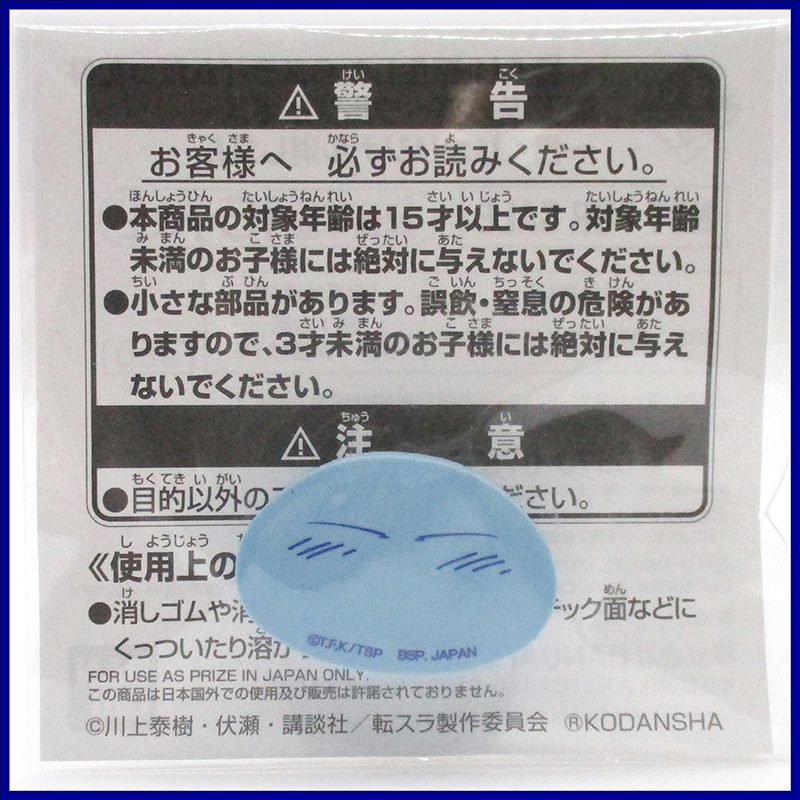 ⚠ 警告
お客様へ 必ずお読みください。
●本商品の対象年齢は15才以上です。対象年齢
未満のお子様には絶対に与えないでください。
●小さな部品があります。誤飲・窒息の危険があ
りますので、3才未満のお子様には絶対に与え
ないでください。
⚠ 注意
●目的以外の ださい。
《使用上の
●消しゴムや消 チック面などに
くっついたり溶か
©T.F.K/TSP BSP. JAPAN
FOR USE AS PRIZE IN JAPAN ONLY.
この商品は日本国外での使用及び販売は許諾されておりません。
©川上泰樹・伏瀬・講談社／転スラ製作委員会 ®KODANSHA